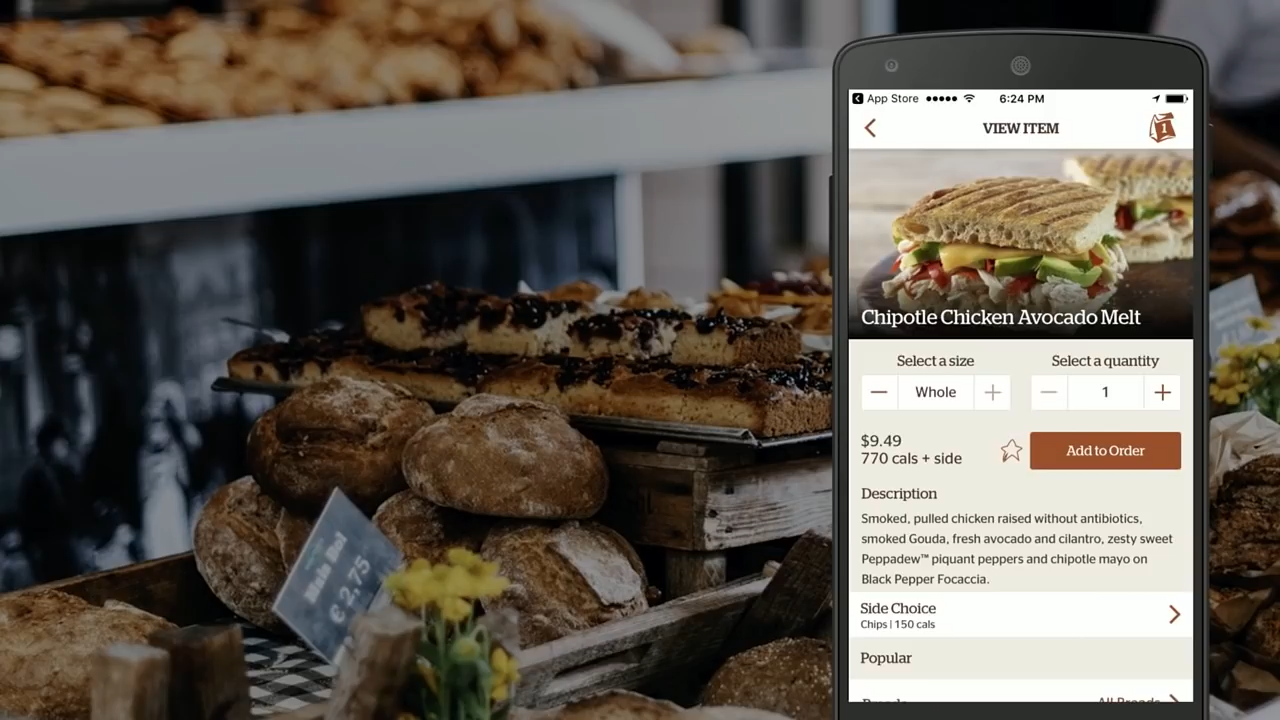 App Store 6:24 PM
VIEW ITEM
1
Chipotle Chicken Avocado Melt
Select a size
Select a quantity
Whole
1
$9.49
770 cals + side
Add to Order
Description
Smoked, pulled chicken raised without antibiotics,
smoked Gouda, fresh avocado and cilantro, zesty sweet
Peppadew™ piquant peppers and chipotle mayo on
Black Pepper Focaccia.
Side Choice
Chips | 150 cals
Popular
All Breads
€ 2,75